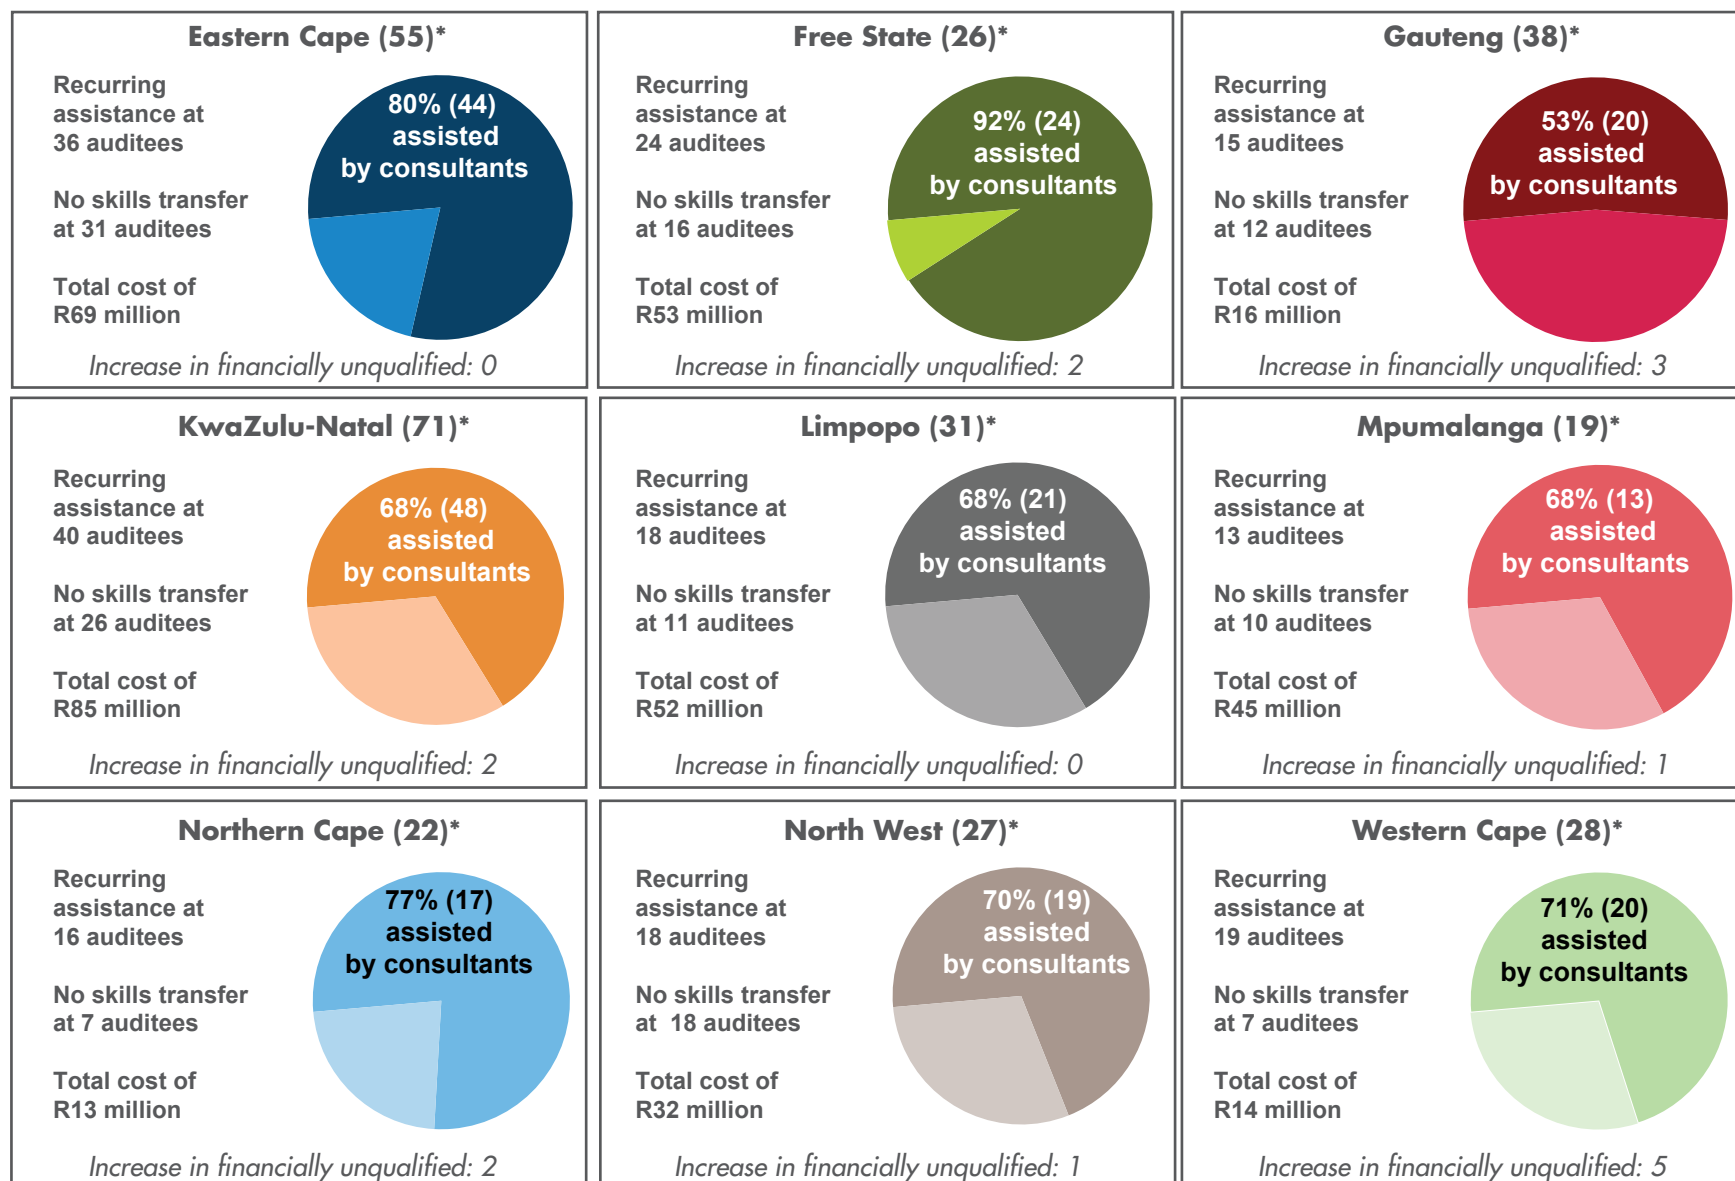 Eastern Cape (55)*
Recurring
assistance at
36 auditees
No skills transfer
at 31 auditees
Total cost of
R69 million
80% (44)
assisted
by consultants
Increase in financially unqualified: 0
Free State (26)*
Recurring
assistance at
24 auditees
No skills transfer
at 16 auditees
Total cost of
R53 million
92% (24)
assisted
by consultants
Increase in financially unqualified: 2
Gauteng (38)*
Recurring
assistance at
15 auditees
No skills transfer
at 12 auditees
Total cost of
R16 million
53% (20)
assisted
by consultants
Increase in financially unqualified: 3
KwaZulu-Natal (71)*
Recurring
assistance at
40 auditees
No skills transfer
at 26 auditees
Total cost of
R85 million
68% (48)
assisted
by consultants
Increase in financially unqualified: 2
Limpopo (31)*
Recurring
assistance at
18 auditees
No skills transfer
at 11 auditees
Total cost of
R52 million
68% (21)
assisted
by consultants
Increase in financially unqualified: 0
Mpumalanga (19)*
Recurring
assistance at
13 auditees
No skills transfer
at 10 auditees
Total cost of
R45 million
68% (13)
assisted
by consultants
Increase in financially unqualified: 1
Northern Cape (22)*
Recurring
assistance at
16 auditees
No skills transfer
at 7 auditees
Total cost of
R13 million
77% (17)
assisted
by consultants
Increase in financially unqualified: 2
North West (27)*
Recurring
assistance at
18 auditees
No skills transfer
at 18 auditees
Total cost of
R32 million
70% (19)
assisted
by consultants
Increase in financially unqualified: 1
Western Cape (28)*
Recurring
assistance at
19 auditees
No skills transfer
at 7 auditees
Total cost of
R14 million
71% (20)
assisted
by consultants
Increase in financially unqualified: 5